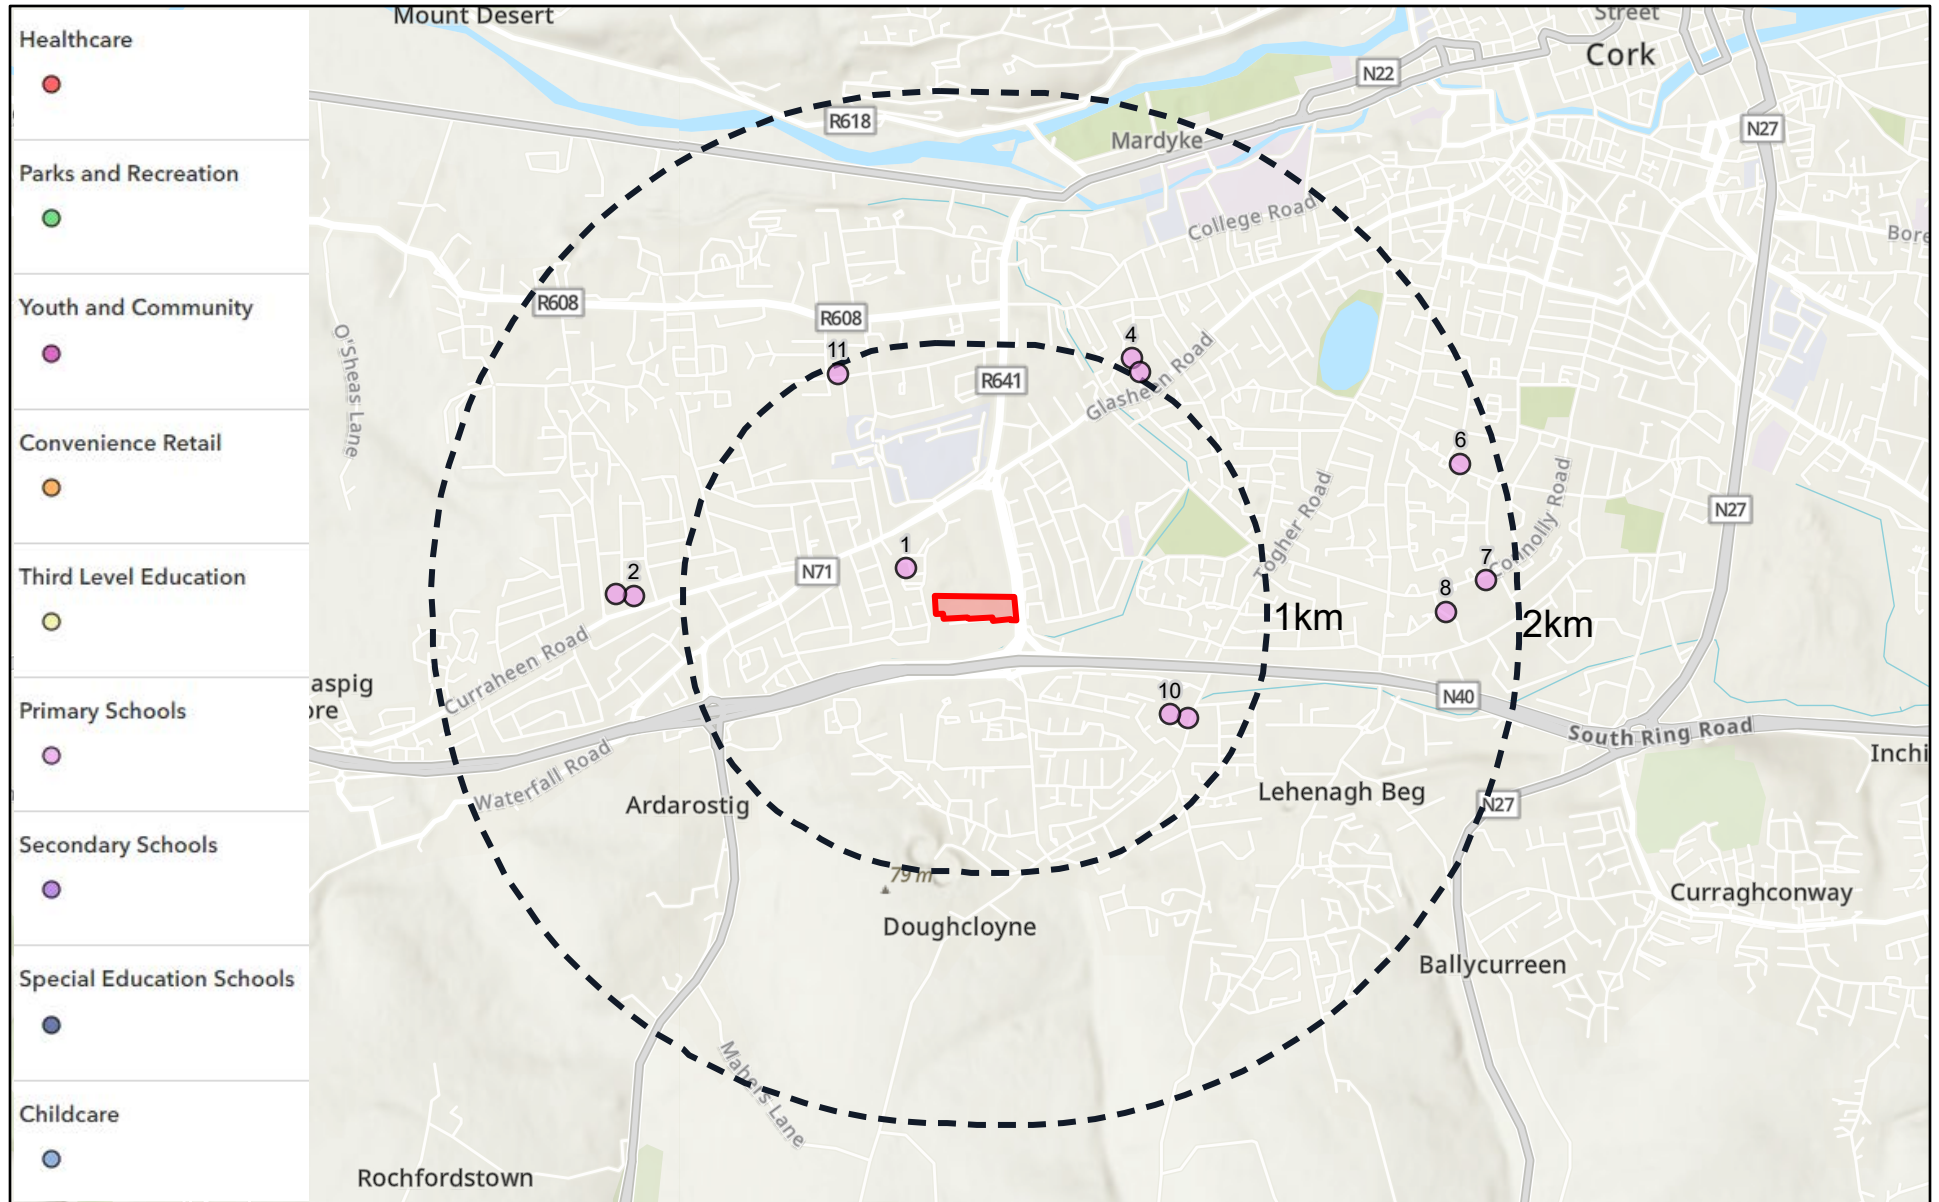 Healthcare
Parks and Recreation
Youth and Community
Convenience Retail
Third Level Education
Primary Schools
Secondary Schools
Special Education Schools
Childcare
Mount Desert
Street
Cork
N22
R618
N27
Mardyke
College Road
Bore
R608
R608
O'Sheas Lane
11
4
R641
Glasheen Road
6
Togher Road
Connolly Road
N27
1
N71
2
7
8
1km
2km
Curraheen Road
aspig
ore
10
N40
South Ring Road
Inchi
Waterfall Road
Ardarostig
Lehenagh Beg
N27
79 m
Doughcloyne
Curraghconway
Ballycurreen
Mahers Lane
Rochfordstown